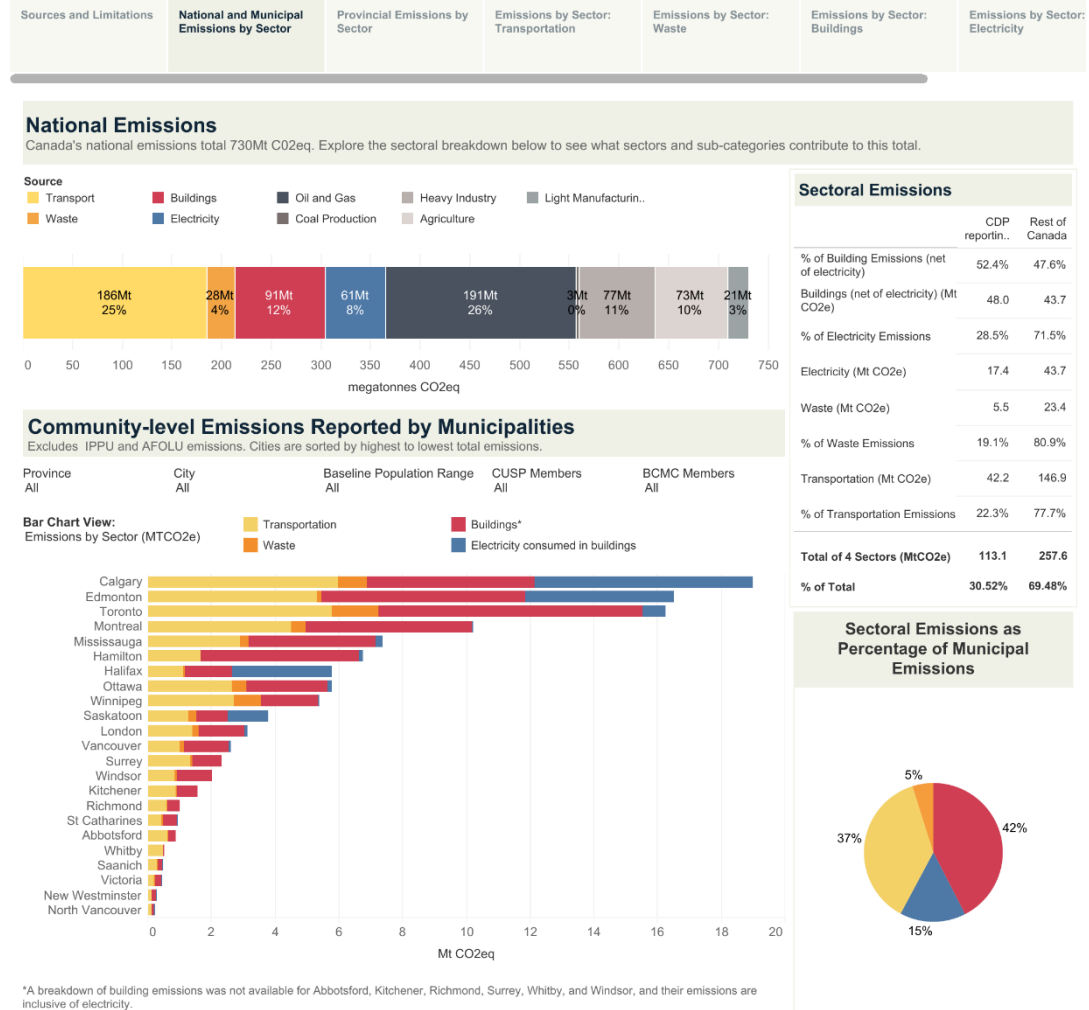 Sources and Limitations
National and Municipal
Emissions by Sector
Provincial Emissions by
Sector
Emissions by Sector:
Transportation
Emissions by Sector:
Waste
Emissions by Sector:
Buildings
Emissions by Sector:
Electricity
National Emissions
Canada's national emissions total 730Mt C02eq. Explore the sectoral breakdown below to see what sectors and sub-categories contribute to this total.
Source
Transport
Buildings
Oil and Gas
Heavy Industry
Light Manufacturin..
Waste
Electricity
Coal Production
Agriculture
186Mt
25%
28Mt
4%
91Mt
12%
61Mt
8%
191Mt
26%
3Mt
0%
77Mt
11%
73Mt
10%
21Mt
3%
0 50 100 150 200 250 300 350 400 450 500 550 600 650 700 750
megatonnes CO2eq
Community-level Emissions Reported by Municipalities
Excludes IPPU and AFOLU emissions. Cities are sorted by highest to lowest total emissions.
Province
All
City
All
Baseline Population Range
All
CUSP Members
All
BCMC Members
All
Bar Chart View:
Emissions by Sector (MTCO2e)
Transportation
Buildings*
Waste
Electricity consumed in buildings
Calgary
Edmonton
Toronto
Montreal
Mississauga
Hamilton
Halifax
Ottawa
Winnipeg
Saskatoon
London
Vancouver
Surrey
Windsor
Kitchener
Richmond
St Catharines
Abbotsford
Whitby
Saanich
Victoria
New Westminster
North Vancouver
0 2 4 6 8 10 12 14 16 18 20
Mt CO2eq
*A breakdown of building emissions was not available for Abbotsford, Kitchener, Richmond, Surrey, Whitby, and Windsor, and their emissions are
inclusive of electricity.
Sectoral Emissions
CDP
reportin..
Rest of
Canada
% of Building Emissions (net
of electricity)
52.4% 47.6%
Buildings (net of electricity) (Mt
CO2e)
48.0 43.7
% of Electricity Emissions 28.5% 71.5%
Electricity (Mt CO2e) 17.4 43.7
Waste (Mt CO2e) 5.5 23.4
% of Waste Emissions 19.1% 80.9%
Transportation (Mt CO2e) 42.2 146.9
% of Transportation Emissions 22.3% 77.7%
Total of 4 Sectors (MtCO2e) 113.1 257.6
% of Total 30.52% 69.48%
Sectoral Emissions as
Percentage of Municipal
Emissions
5%
37%
42%
15%